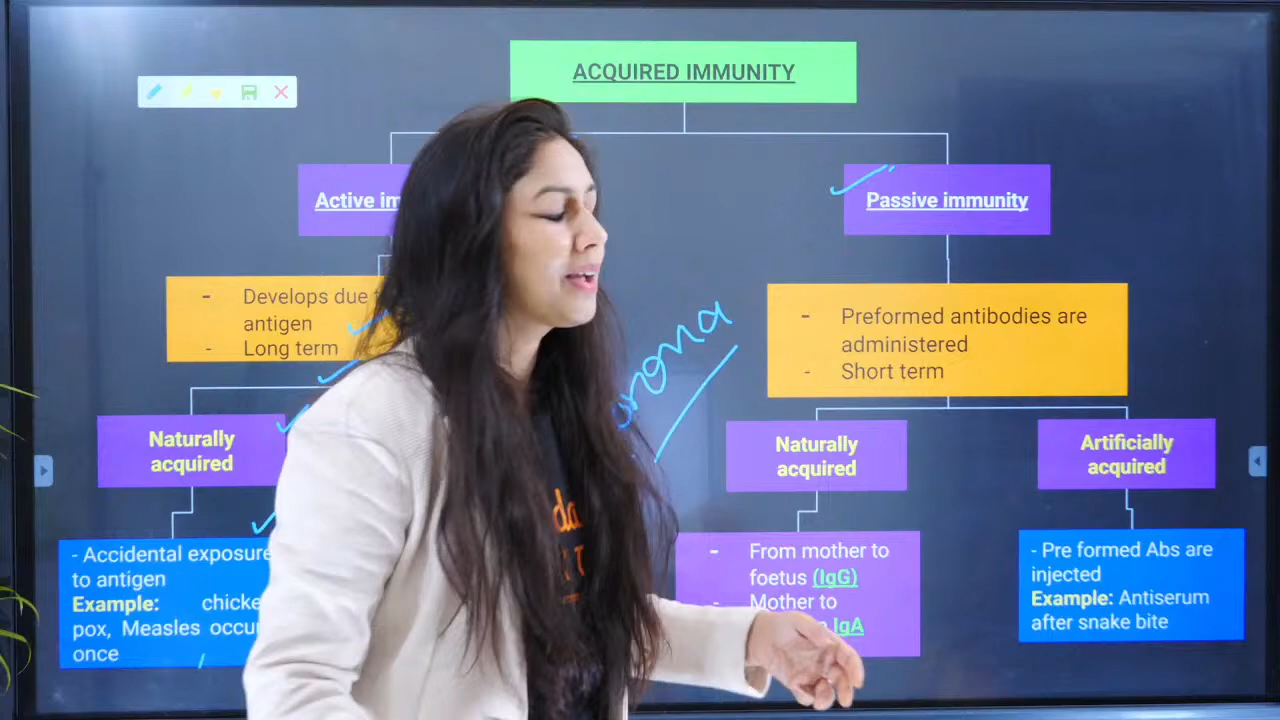 ACQUIRED IMMUNITY
Active im
Passive immunity
- Develops due
antigen
- Long term
- Preformed antibodies are
administered
- Short term
Naturally
acquired
Naturally
acquired
Artificially
acquired
- Accidental exposure
to antigen
Example: chicke
pox, Measles occu
once
- From mother to
foetus (IgG)
- Mother to
IgA
- Pre formed Abs are
injected
Example: Antiserum
after snake bite
orona
da